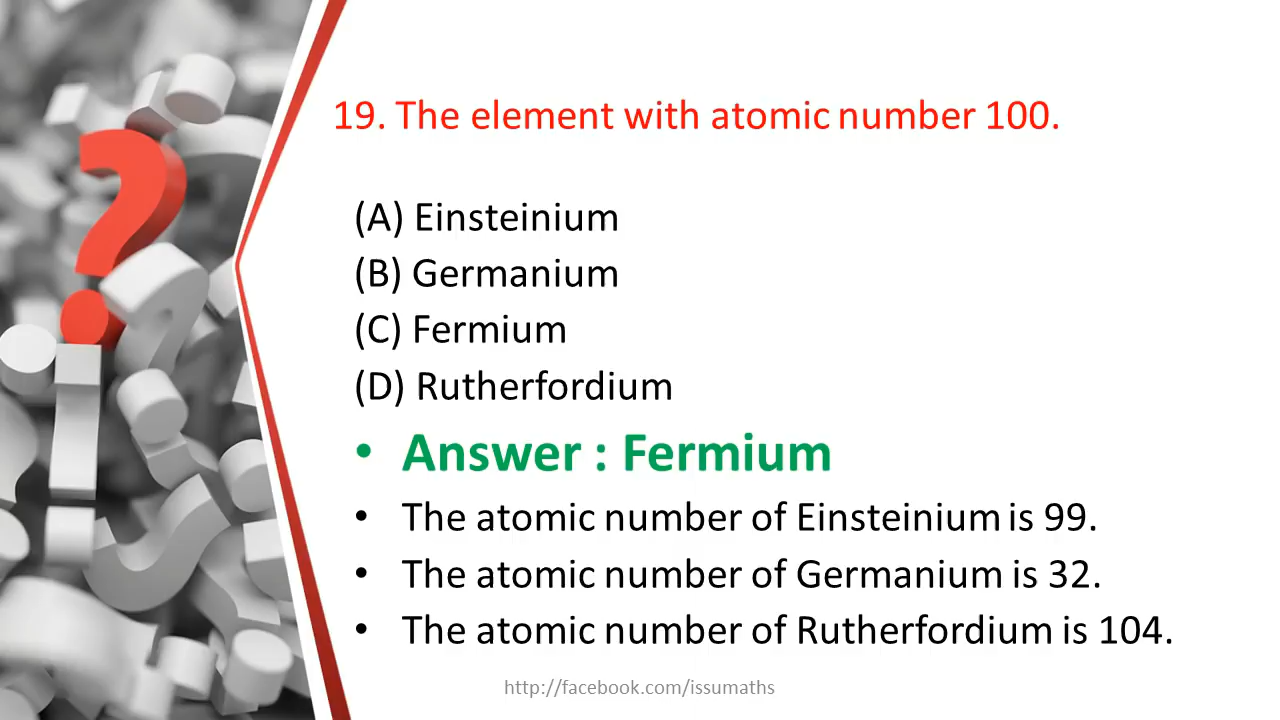 19. The element with atomic number 100.
(A) Einsteinium
(B) Germanium
(C) Fermium
(D) Rutherfordium
• Answer : Fermium
• The atomic number of Einsteinium is 99.
• The atomic number of Germanium is 32.
• The atomic number of Rutherfordium is 104.
http://facebook.com/issumaths